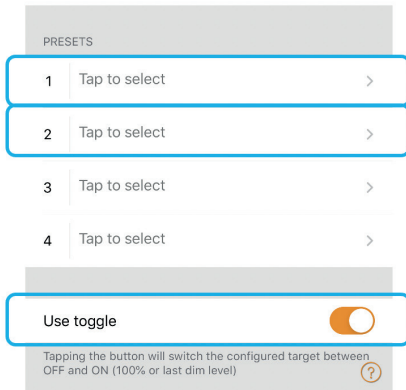 PRESETS
1 Tap to select >
2 Tap to select >
3 Tap to select >
4 Tap to select >
Use toggle
Tapping the button will switch the configured target between
OFF and ON (100% or last dim level)
?